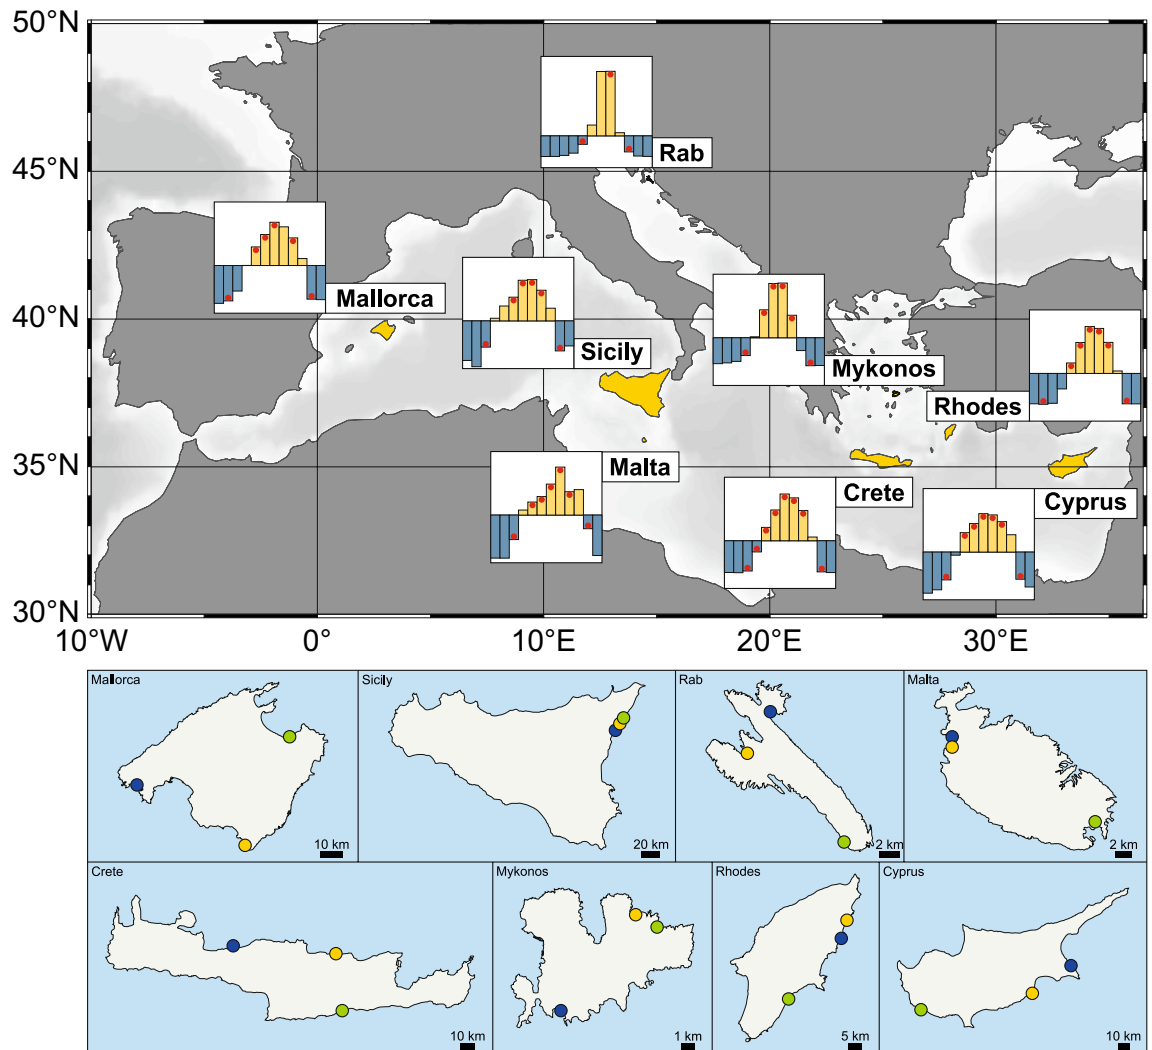 50°N
Rab
45°N
Mallorca
40°N
Sicily
Mykonos
Rhodes
35°N
Malta
Crete
Cyprus
30°N
10°W 0° 10°E 20°E 30°E
Mallorca
10 km
Sicily
20 km
Rab
2 km
Malta
2 km
Crete
10 km
Mykonos
1 km
Rhodes
5 km
Cyprus
10 km